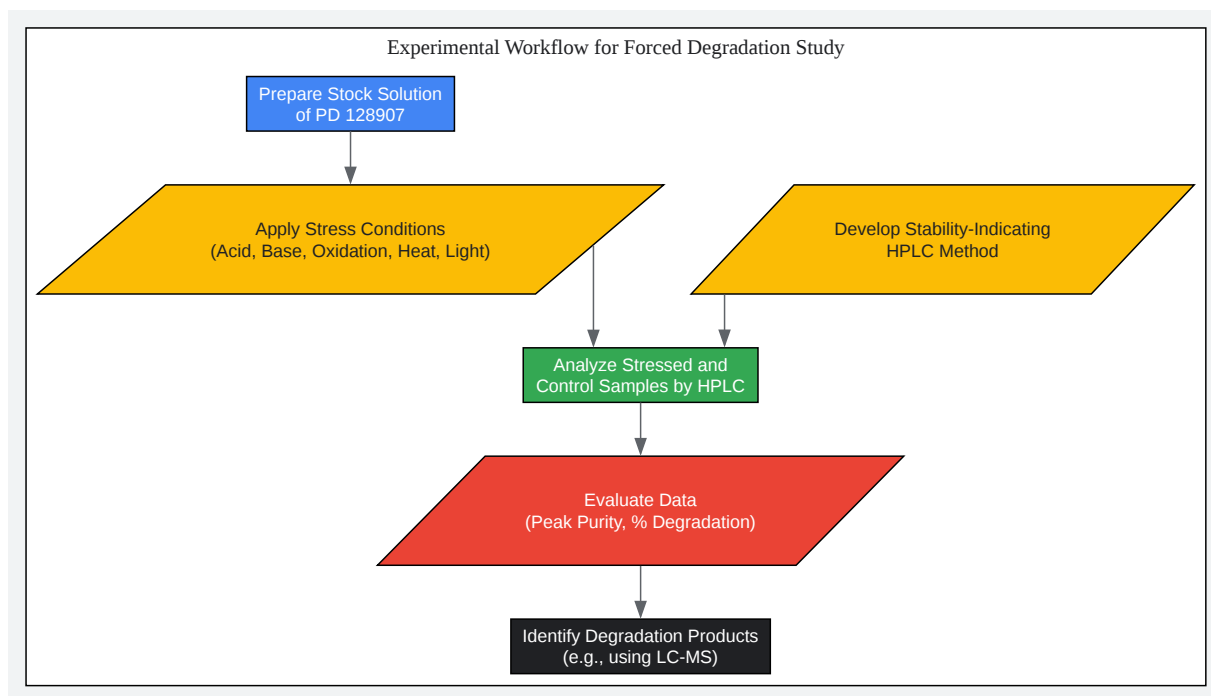 Experimental Workflow for Forced Degradation Study
Prepare Stock Solution
of PD 128907
Apply Stress Conditions
(Acid, Base, Oxidation, Heat, Light)
Develop Stability-Indicating
HPLC Method
Analyze Stressed and
Control Samples by HPLC
Evaluate Data
(Peak Purity, % Degradation)
Identify Degradation Products
(e.g., using LC-MS)